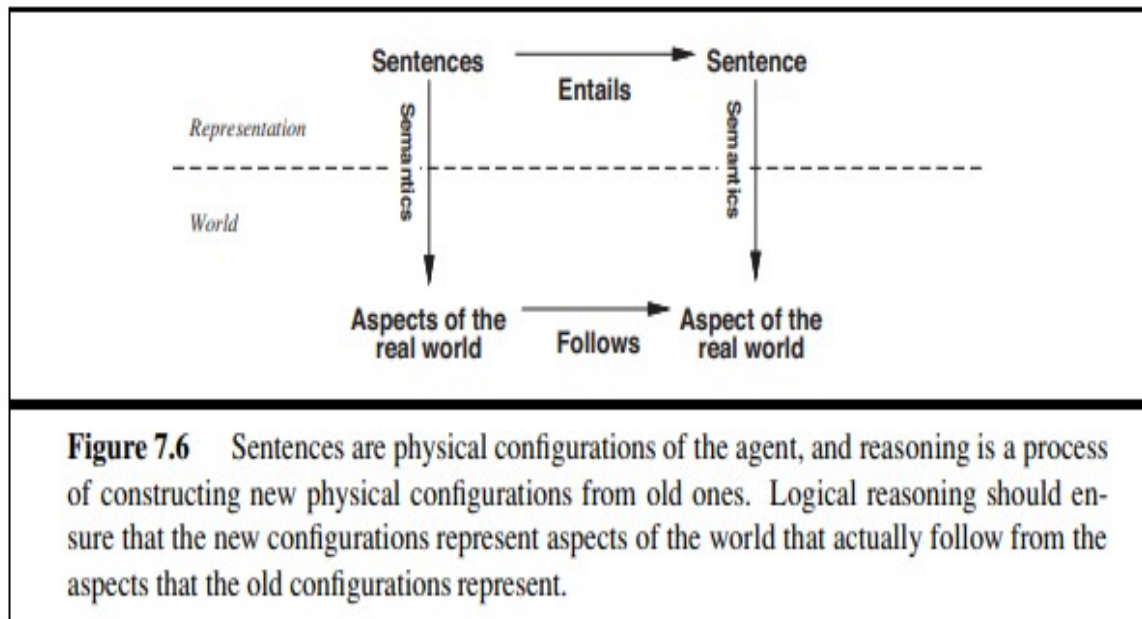 Sentences Sentence
Entails
Semantics Semantics
Representation
World
Aspects of the Aspect of the
real world Follows real world
Figure 7.6 Sentences are physical configurations of the agent, and reasoning is a process
of constructing new physical configurations from old ones. Logical reasoning should en-
sure that the new configurations represent aspects of the world that actually follow from the
aspects that the old configurations represent.